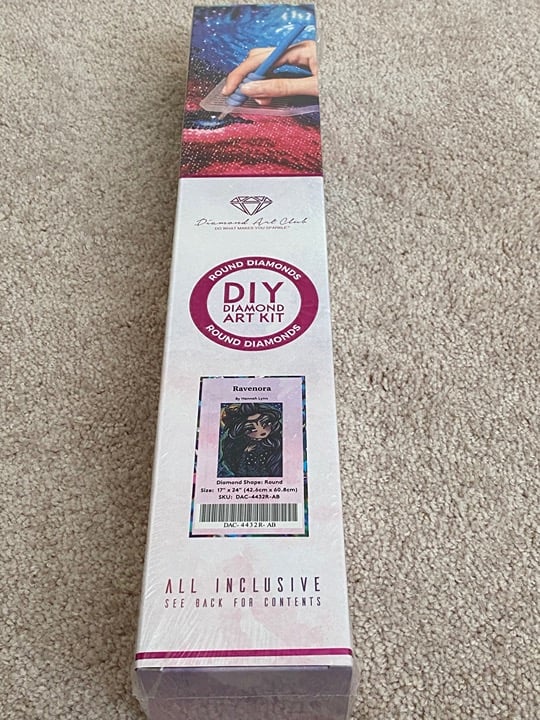 Diamond Art Club
DO WHAT MAKES YOU SPARKLE™
ROUND DIAMONDS
DIY
DIAMOND
ART KIT
ROUND DIAMONDS
Ravenora
By Hannah Lynn
Diamond Shape: Round
Size: 17" x 24" (42.6cm x 60.8cm)
SKU: DAC-4432R-AB
DAC-4432R-AB
ALL INCLUSIVE
SEE BACK FOR CONTENTS